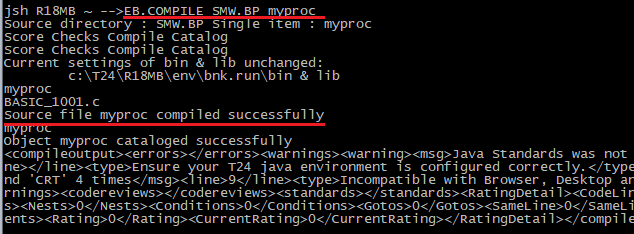 jsh R18MB ~ -->EB.COMPILE SMW.BP myproc
Source directory : SMW.BP Single item : myproc
Score Checks Compile Catalog
Score Checks Compile Catalog
Current settings of bin & lib unchanged:
c:\T24\R18MB\env\bnk.run\bin & lib
myproc
BASIC_1001.c
Source file myproc compiled successfully
myproc
Object myproc cataloged successfully
<compileoutput><errors></errors><warnings><warning><msg>Java Standards was not
ne></line><type>Ensure your T24 java environment is configured correctly.</type
nd 'CRT' 4 times</msg><line>9</line><type>Incompatible with Browser, Desktop an
rnings><codereviews></codereviews><standards></standards><RatingDetail><CodeLin
s><Nests>0</Nests><Conditions>0</Conditions><Gotos>0</Gotos><SameLine>0</SameLi
ents><Rating>0</Rating><CurrentRating>0</CurrentRating></RatingDetail></compile